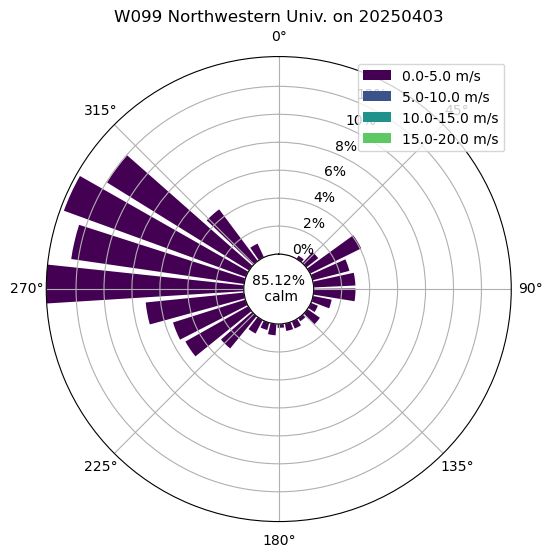 W099 Northwestern Univ. on 20250403
0°
45°
90°
135°
180°
225°
270°
315°
0%
2%
4%
6%
8%
10%
12%
85.12%
calm
0.0-5.0 m/s
5.0-10.0 m/s
10.0-15.0 m/s
15.0-20.0 m/s